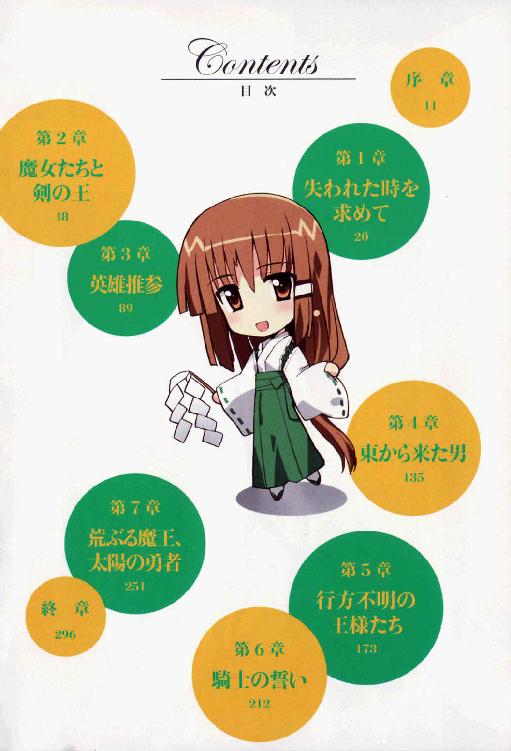 Contents
目次
序章
11
第1章
失われた時を
求めて
20
第2章
魔女たちと
剣の王
48
第3章
英雄推参
89
第4章
東から来た男
135
第5章
行方不明の
王様たち
173
第6章
騎士の誓い
212
第7章
荒ぶる魔王、
太陽の勇者
251
終章
296